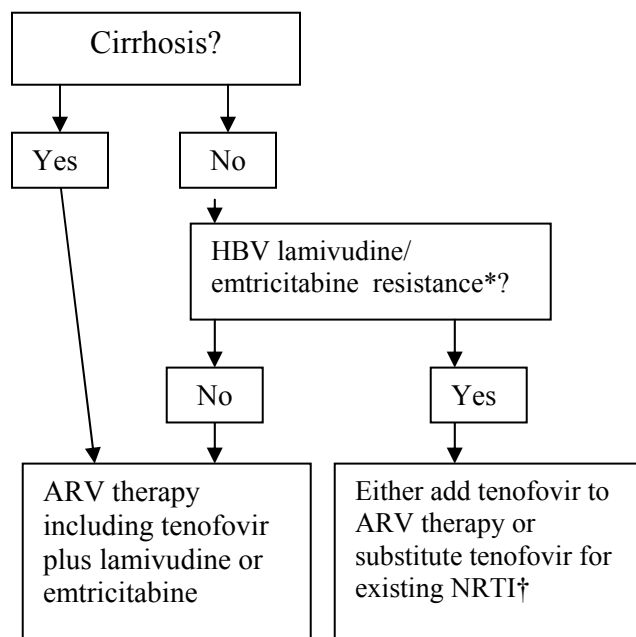 Cirrhosis?
Yes
No
HBV lamivudine/
emtricitabine resistance*?
No
Yes
ARV therapy
including tenofovir
plus lamivudine or
emtricitabine
Either add tenofovir to
ARV therapy or
substitute tenofovir for
existing NRTI†